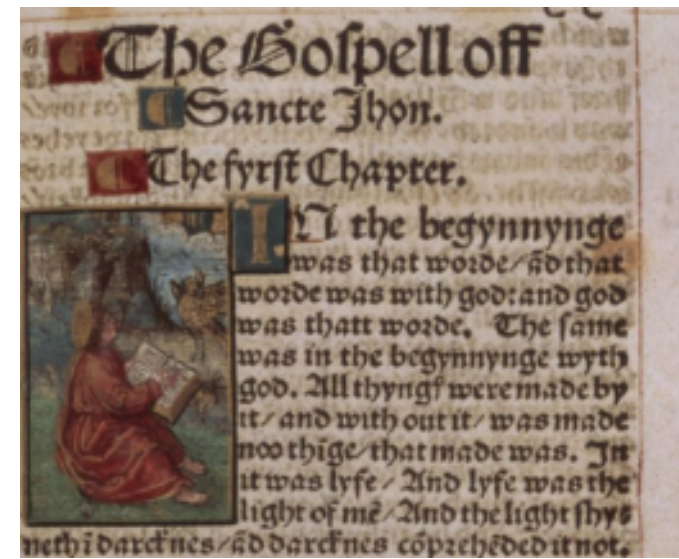 The Goſpell off
Sancte Jhon.
The fyrſt Chapter.
IN the begynnynge
was that worde/ ãd that
worde was with god: and god
was thatt worde. The ſame
was in the begynnynge wyth
god. All thyngſ were made by
it/ and with out it/ was made
noo thĩge/ that made was. In
it was lyfe/ And lyfe was the
light of mẽ/ And the light ſhys
neth ĩ darcknes/ ãd darcknes cõprehẽded it not.